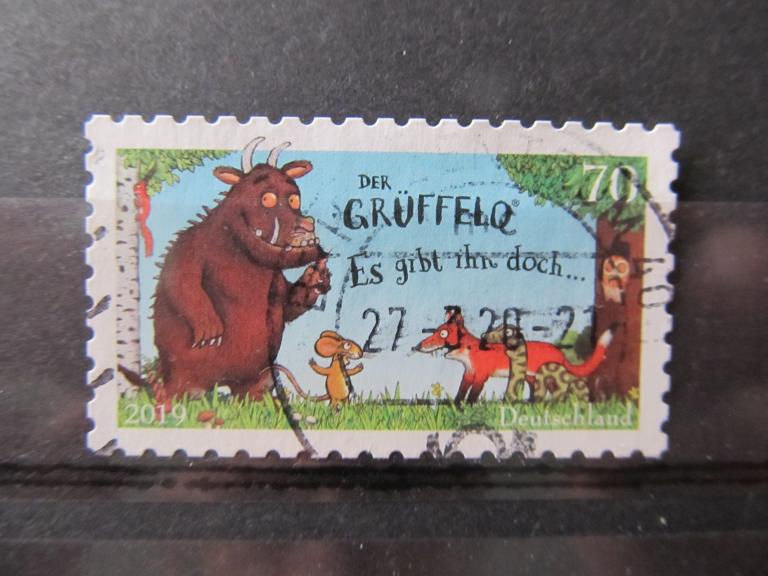 70
DER
GRÜFFELO®
Es gibt ihn doch...
2019 Deutschland